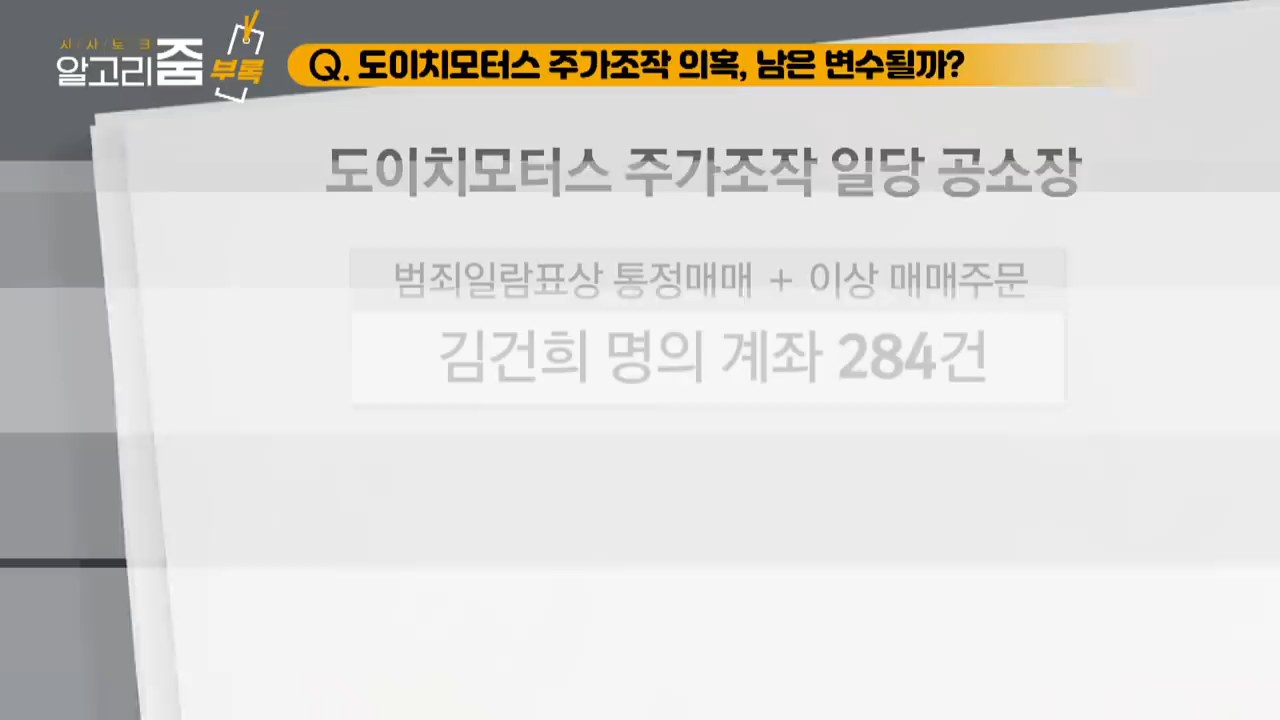 시/사/토/크
알고리줌 부록
Q. 도이치모터스 주가조작 의혹, 남은 변수될까?
도이치모터스 주가조작 일당 공소장
범죄일람표상 통정매매 + 이상 매매주문
김건희 명의 계좌 284건